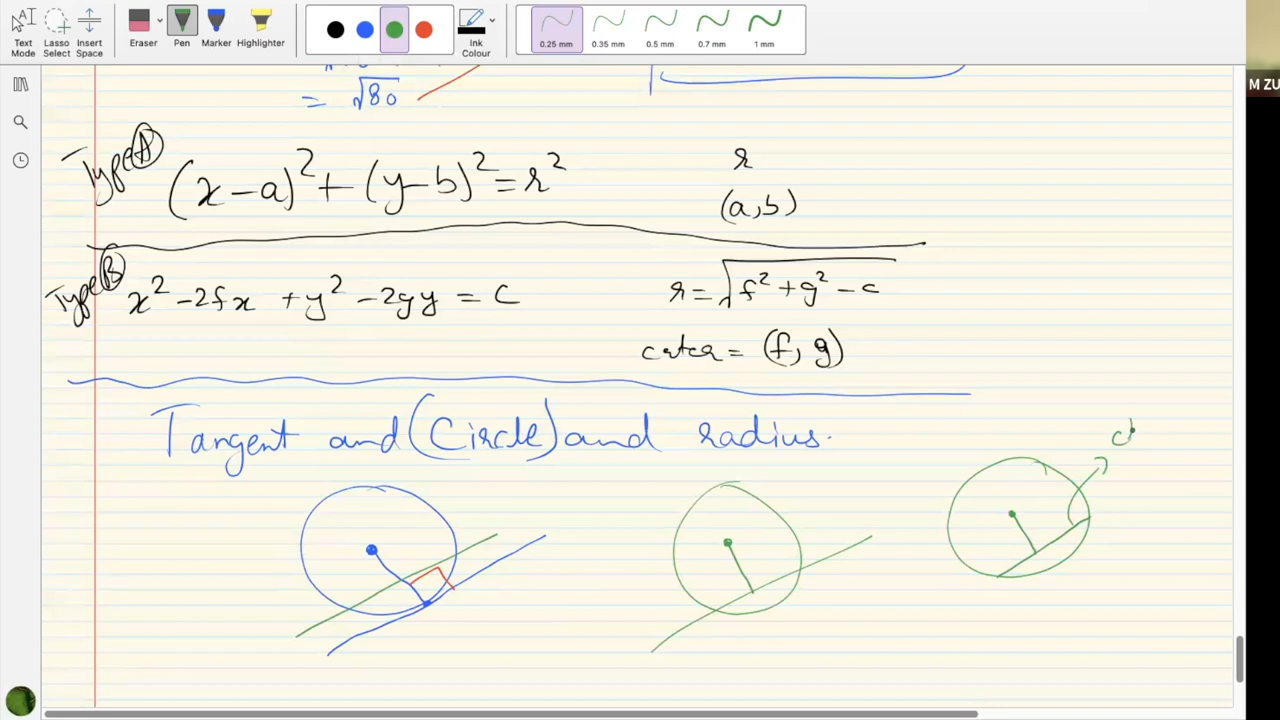 Text Mode
Lasso Select
Insert Space
Eraser
Pen
Marker
Highlighter
Ink Colour
0.25 mm
0.35 mm
0.5 mm
0.7 mm
1 mm
M ZU
= √80
Type A (x-a)² + (y-b)² = r²
r
(a,b)
Type B x² - 2fx + y² - 2gy = c
r = √f² + g² - c
center = (f, g)
Tangent and (Circle) and radius.